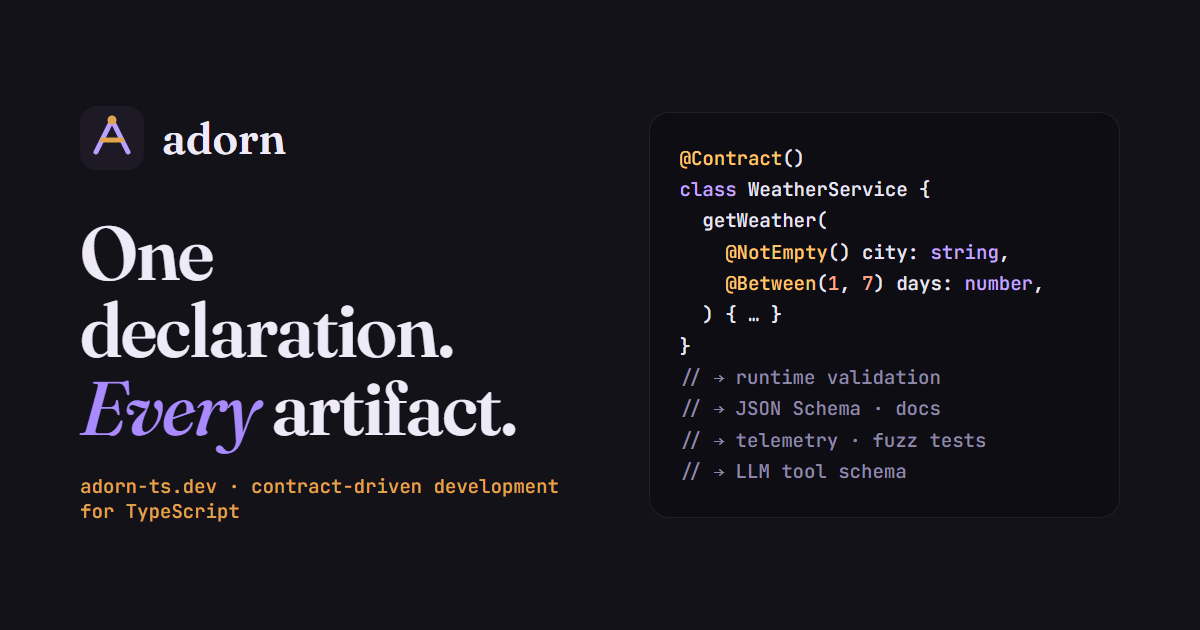 adorn
One
declaration.
Every artifact.
adorn-ts.dev · contract-driven development
for TypeScript
@Contract()
class WeatherService {
  getWeather(
    @NotEmpty() city: string,
    @Between(1, 7) days: number,
  ) { … }
}
// → runtime validation
// → JSON Schema · docs
// → telemetry · fuzz tests
// → LLM tool schema